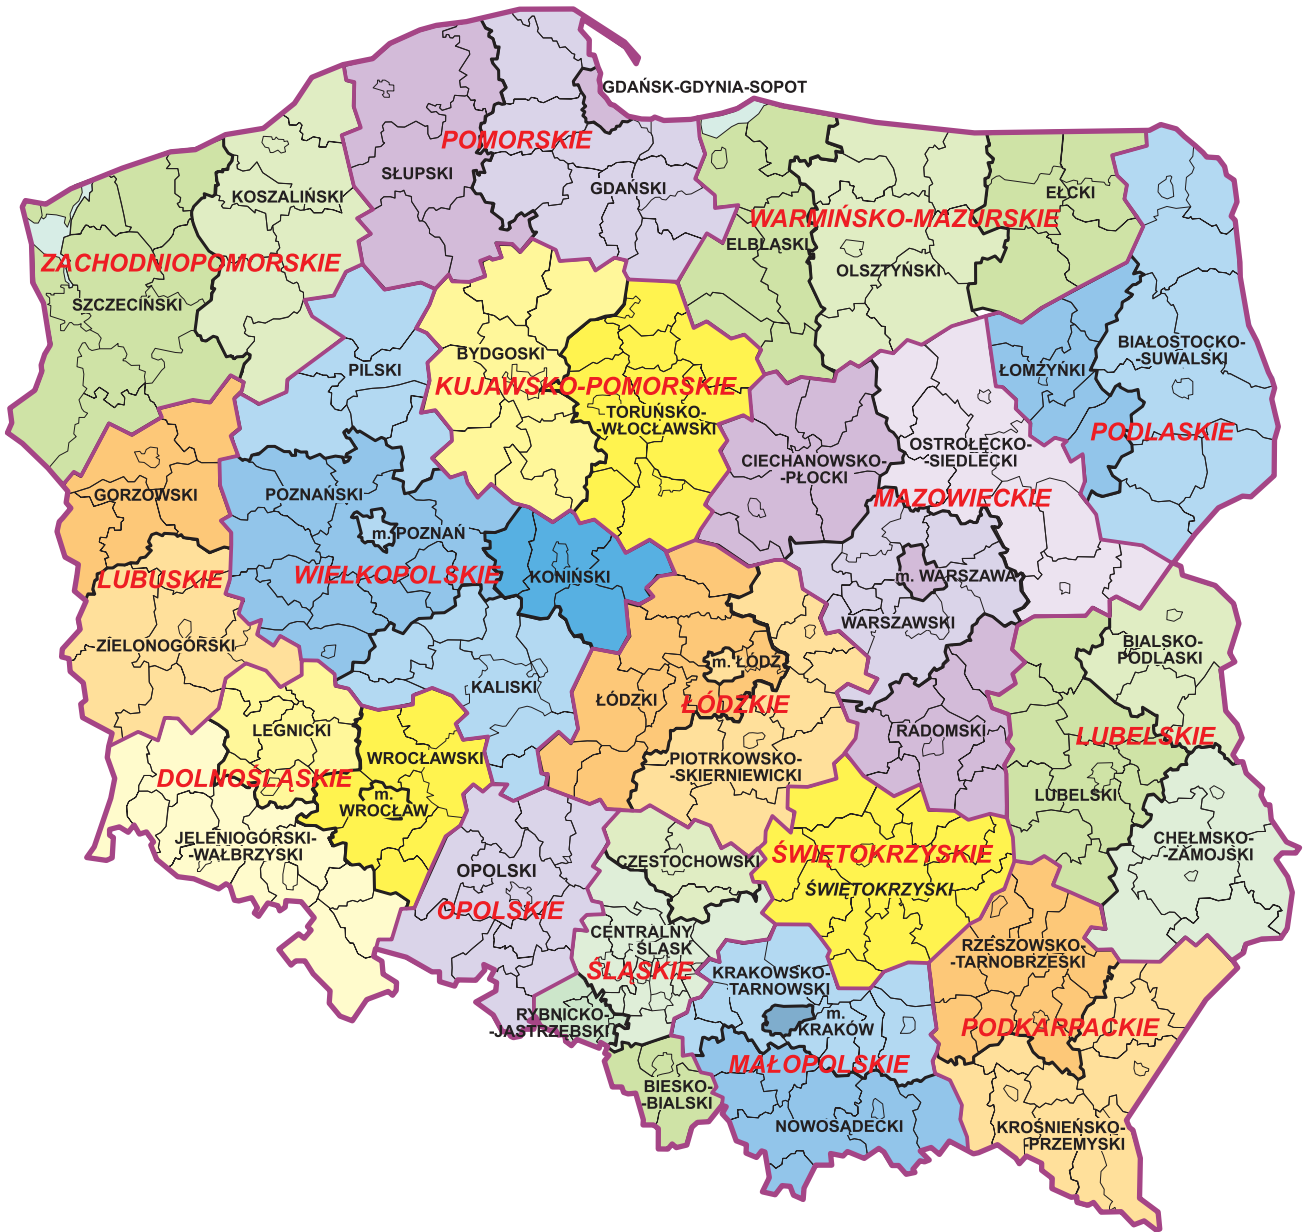 GDAŃSK-GDYNIA-SOPOT
POMORSKIE
SŁUPSKI
GDAŃSKI
KOSZALIŃSKI
EŁCKI
WARMIŃSKO-MAZURSKIE
ELBLĄSKI
OLSZTYŃSKI
ZACHODNIOPOMORSKIE
SZCZECIŃSKI
BYDGOSKI
PILSKI
KUJAWSKO-POMORSKIE
TORUŃSKO-
-WŁOCŁAWSKI
BIAŁOSTOCKO-
-SUWALSKI
ŁOMŻYŃSKI
PODLASKIE
OSTROŁĘCKO-
-SIEDLECKI
CIECHANOWSKO-
-PŁOCKI
MAZOWIECKIE
GORZOWSKI
POZNAŃSKI
m. POZNAŃ
LUBUSKIE
WIELKOPOLSKIE
KONIŃSKI
m. WARSZAWA
WARSZAWSKI
ZIELONOGÓRSKI
BIALSKO-
PODLASKI
m. ŁÓDŹ
KALISKI
ŁÓDZKI
ŁÓDZKIE
LEGNICKI
WROCŁAWSKI
RADOMSKI
LUBELSKIE
DOLNOŚLĄSKIE
m.
WROCŁAW
PIOTRKOWSKO-
-SKIERNIEWICKI
LUBELSKI
JELENIOGÓRSKI-
-WAŁBRZYSKI
CHEŁMSKO-
-ZAMOJSKI
OPOLSKI
CZĘSTOCHOWSKI
ŚWIĘTOKRZYSKIE
ŚWIĘTOKRZYSKI
OPOLSKIE
CENTRALNY
ŚLĄSK
ŚLĄSKIE
KRAKOWSKO-
-TARNOWSKI
RZESZOWSKO-
-TARNOBRZESKI
RYBNICKO-
-JASTRZĘBSKI
m.
KRAKÓW
PODKARPACKIE
MAŁOPOLSKIE
BIESKO-
-BIALSKI
NOWOSĄDECKI
KROŚNIEŃSKO-
-PRZEMYSKI